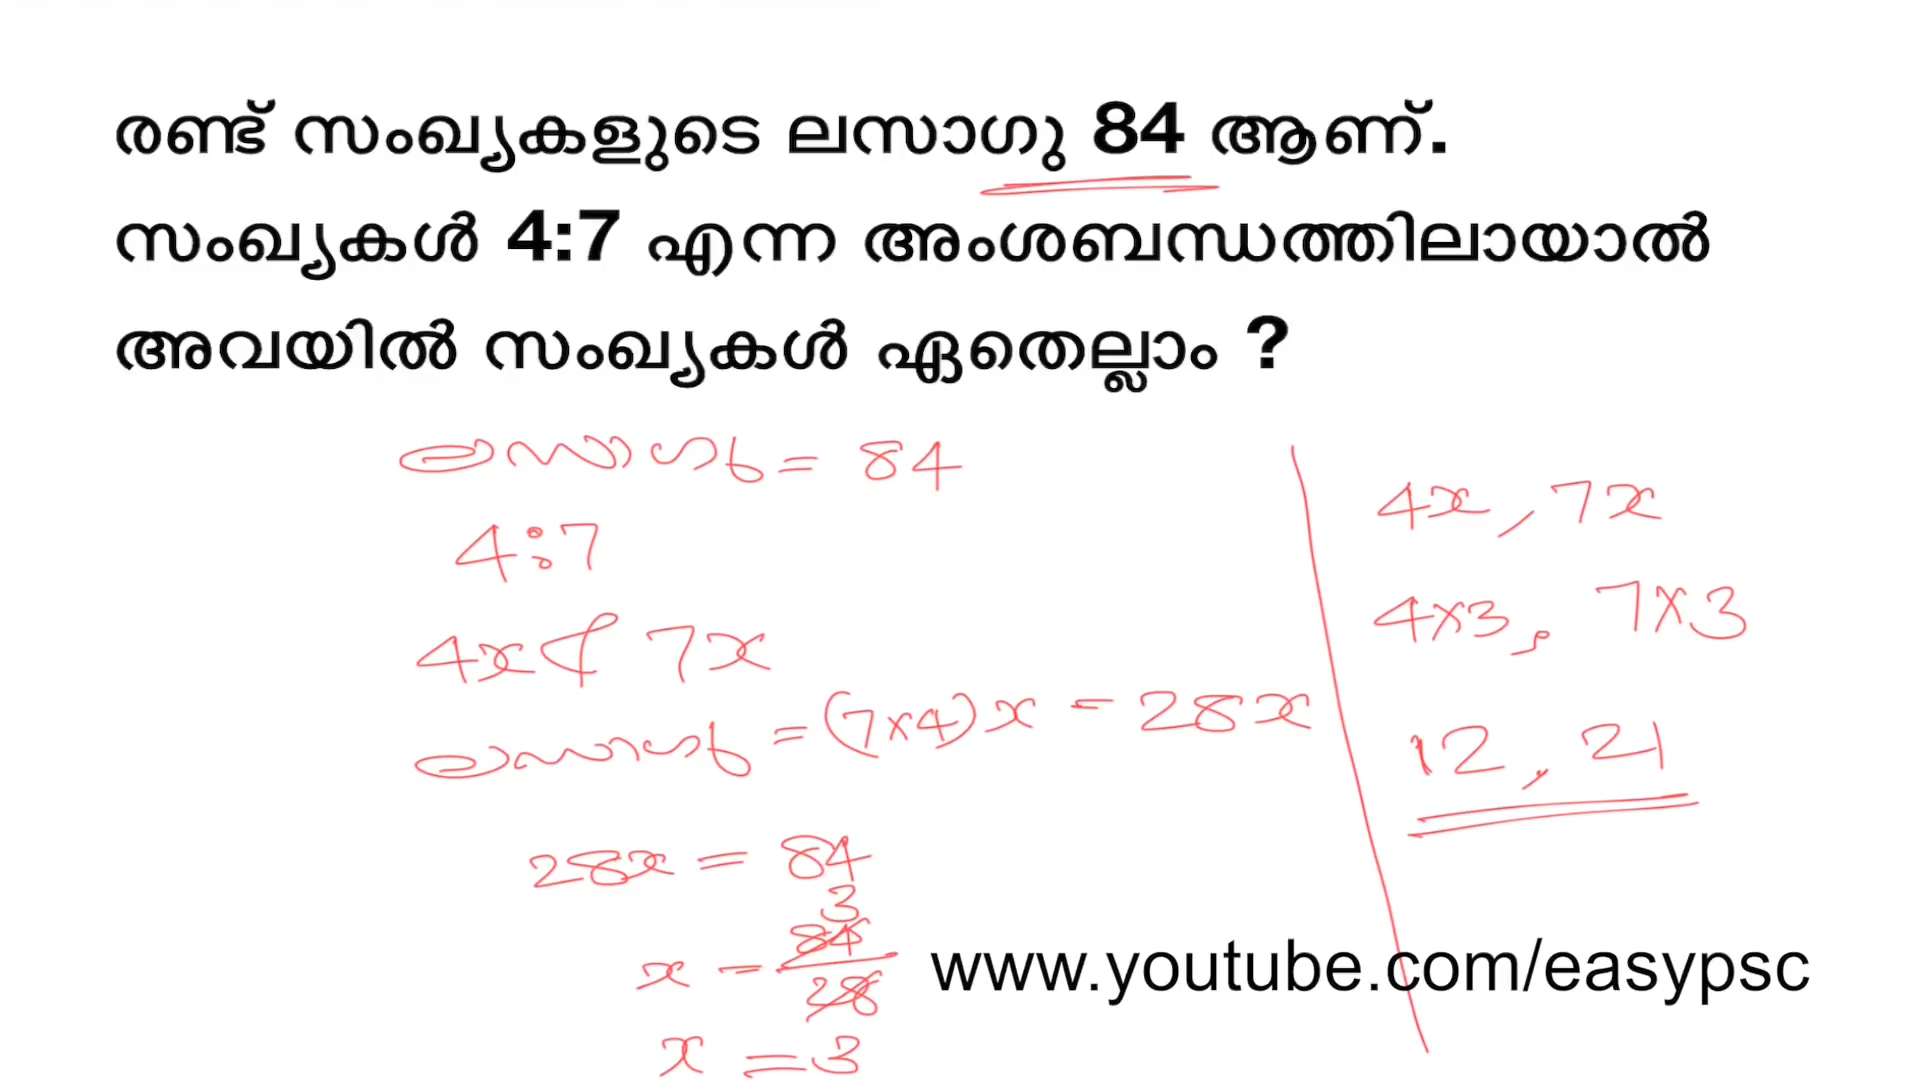 രണ്ട് സംഖ്യകളുടെ ലസാഗു 84 ആണ്.
സംഖ്യകൾ 4:7 എന്ന അംശബന്ധത്തിലായാൽ
അവയിൽ സംഖ്യകൾ ഏതെല്ലാം ?
ലസാഗു = 84
4:7
4x & 7x
ലസാഗു = (7×4)x = 28x
28x = 84
3
x = 84/28
x = 3
4x, 7x
4×3, 7×3
12, 21
www.youtube.com/easypsc